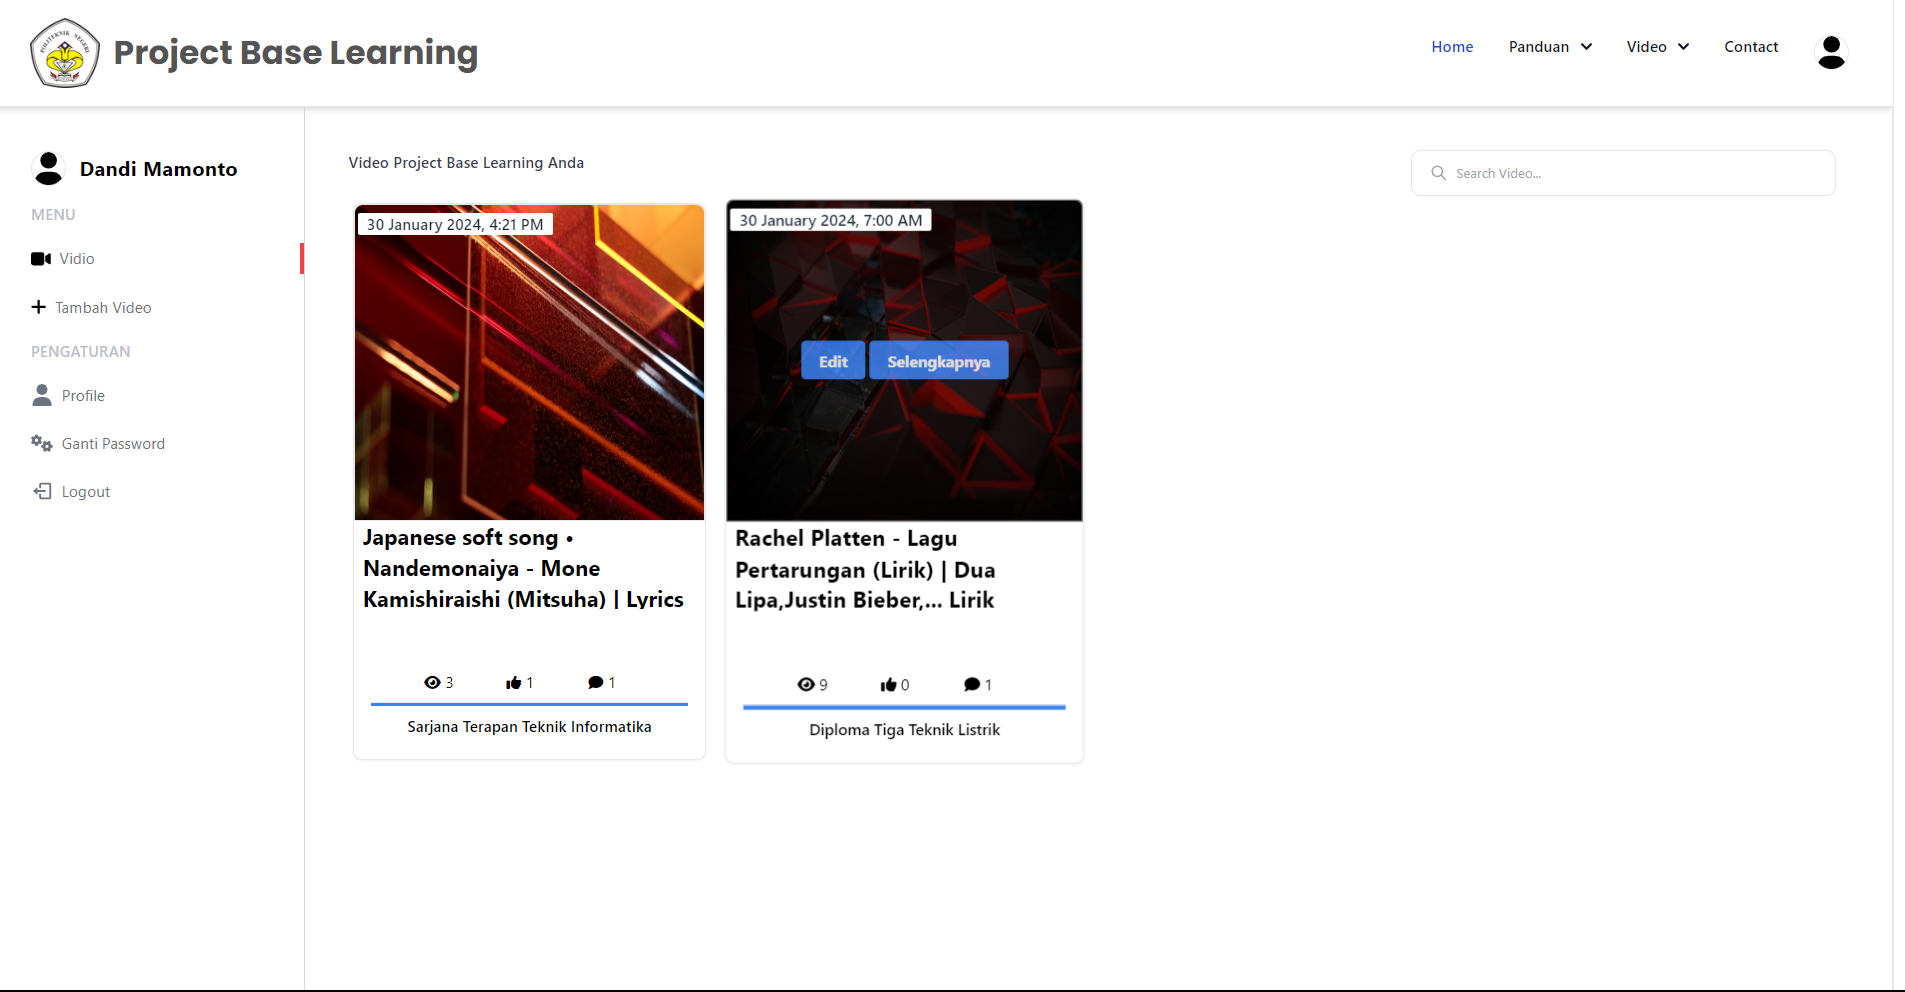 POLITEKNIK NEGERI
Project Base Learning
Home
Panduan
Video
Contact
Dandi Mamonto
MENU
Vidio
Tambah Video
PENGATURAN
Profile
Ganti Password
Logout
Video Project Base Learning Anda
Search Video...
30 January 2024, 4:21 PM
Japanese soft song •
Nandemonaiya - Mone
Kamishiraishi (Mitsuha) | Lyrics
3
1
1
Sarjana Terapan Teknik Informatika
30 January 2024, 7:00 AM
Edit
Selengkapnya
Rachel Platten - Lagu
Pertarungan (Lirik) | Dua
Lipa,Justin Bieber,... Lirik
9
0
1
Diploma Tiga Teknik Listrik